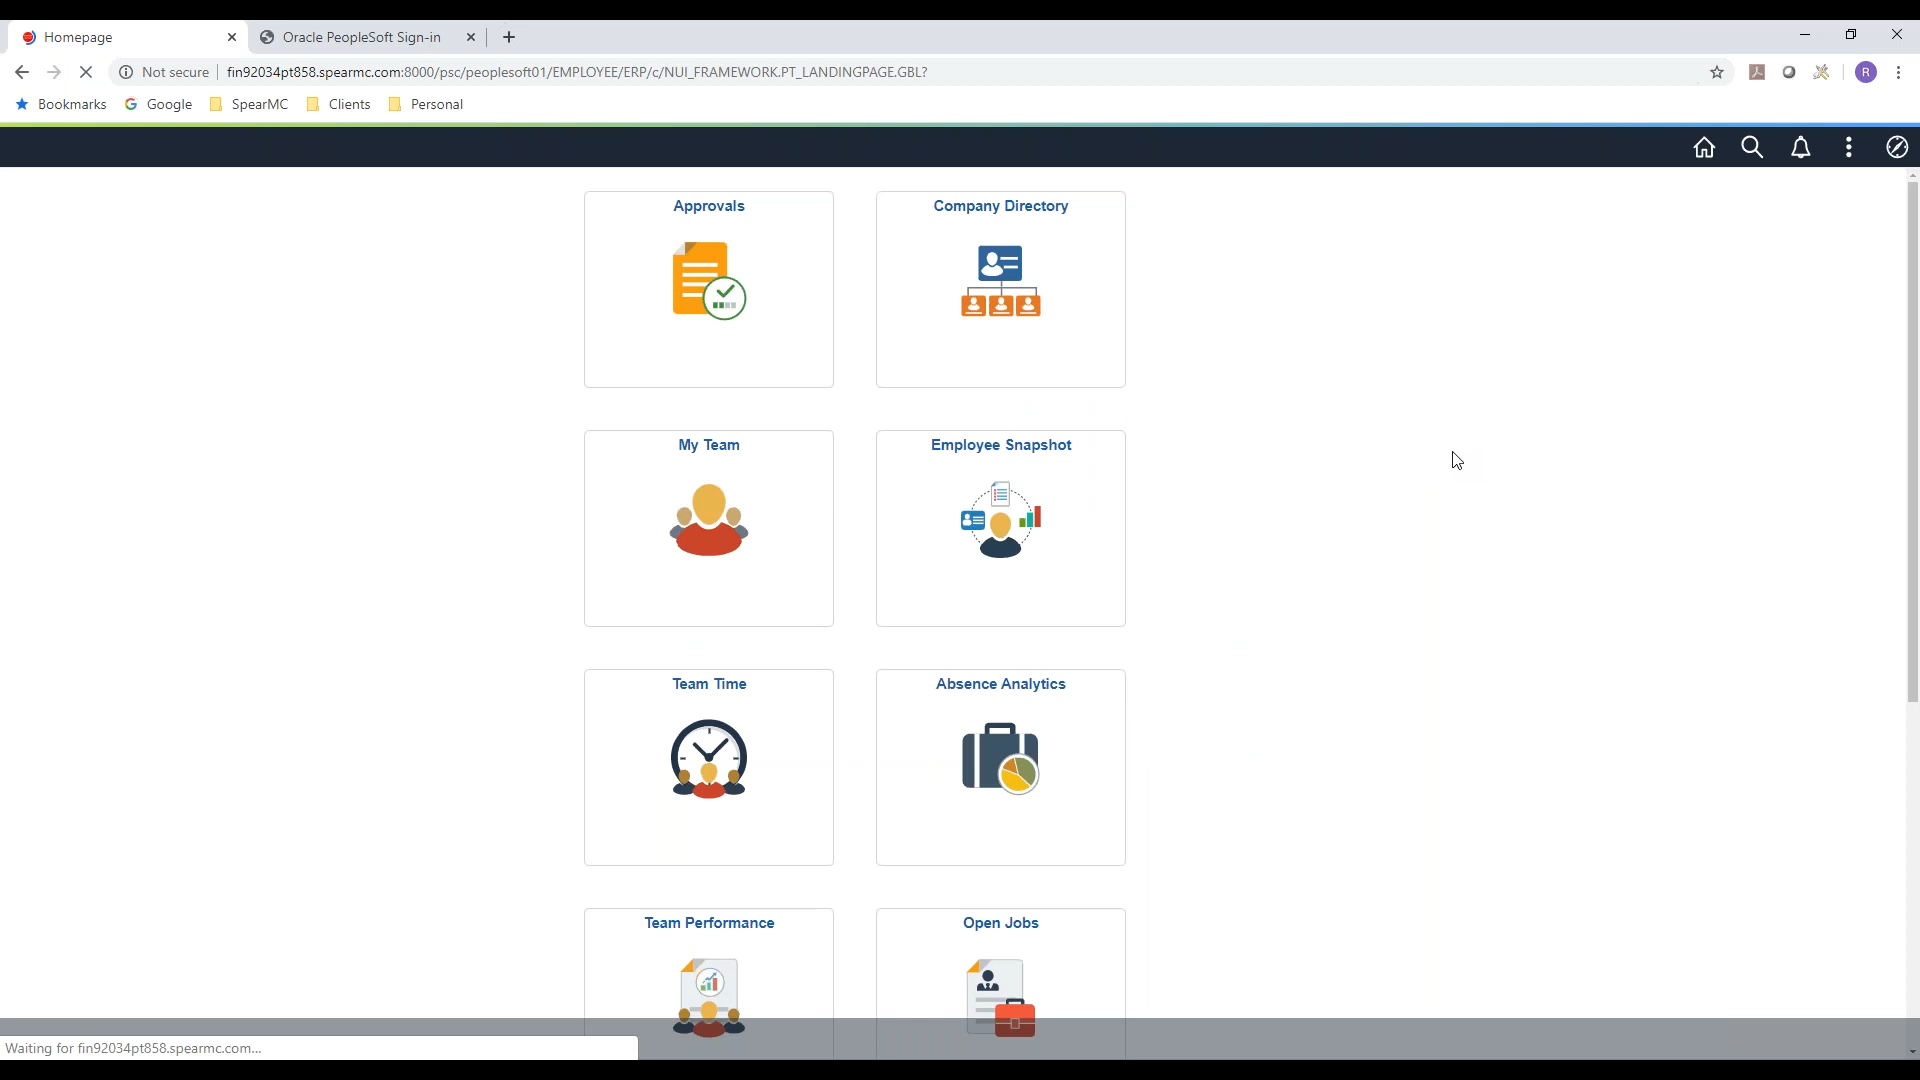 Homepage
Oracle PeopleSoft Sign-in
Not secure
fin92034pt858.spearmc.com:8000/psc/peoplesoft01/EMPLOYEE/ERP/c/NUI_FRAMEWORK.PT_LANDINGPAGE.GBL?
R
Bookmarks
Google
SpearMC
Clients
Personal
Approvals
Company Directory
My Team
Employee Snapshot
Team Time
Absence Analytics
Team Performance
Open Jobs
Waiting for fin92034pt858.spearmc.com...